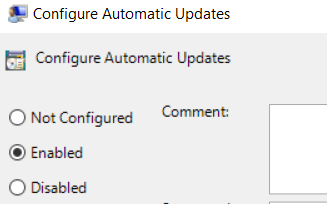 Configure Automatic Updates
Configure Automatic Updates
Not Configured
Comment:
Enabled
Disabled